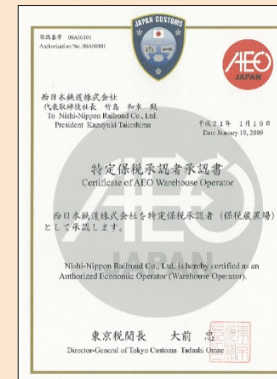 JAPAN CUSTOMS
承認番号 09A00101
Authorization No. 09A00101
AEO
JAPAN
西日本鉄道株式会社
代表取締役社長 竹島 和幸 殿
To Nishi-Nippon Railroad Co., Ltd.
President Kazuyuki Takeshima
平成21年 1月19日
Date January 19, 2009
特定保税承認者承認書
Certificate of AEO Warehouse Operator
西日本鉄道株式会社を特定保税承認者(保税蔵置場)
として承認します。
Nishi-Nippon Railroad Co., Ltd. is hereby certified as an
Authorized Economic Operator (Warehouse Operator).
AEO
JAPAN
東京税関長 大前 忠
Director-General of Tokyo Customs Tadashi Omae